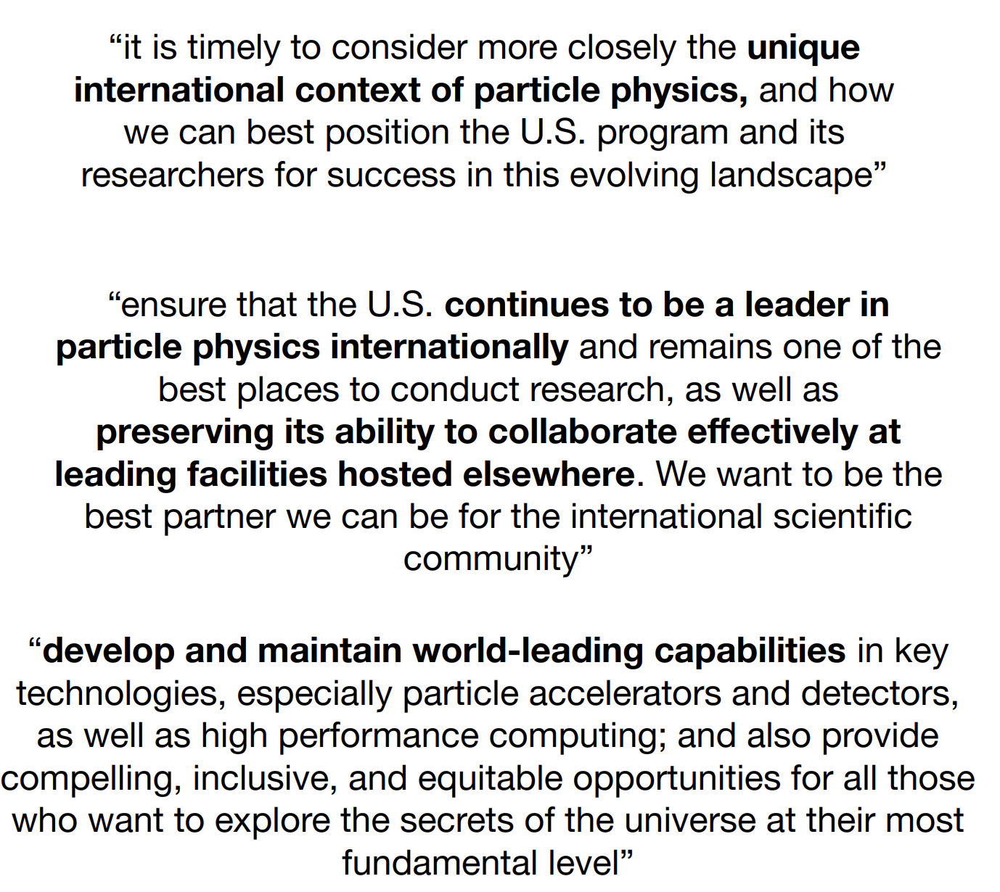 “it is timely to consider more closely the unique
international context of particle physics, and how
we can best position the U.S. program and its
researchers for success in this evolving landscape”
“ensure that the U.S. continues to be a leader in
particle physics internationally and remains one of the
best places to conduct research, as well as
preserving its ability to collaborate effectively at
leading facilities hosted elsewhere. We want to be the
best partner we can be for the international scientific
community”
“develop and maintain world-leading capabilities in key
technologies, especially particle accelerators and detectors,
as well as high performance computing; and also provide
compelling, inclusive, and equitable opportunities for all those
who want to explore the secrets of the universe at their most
fundamental level”